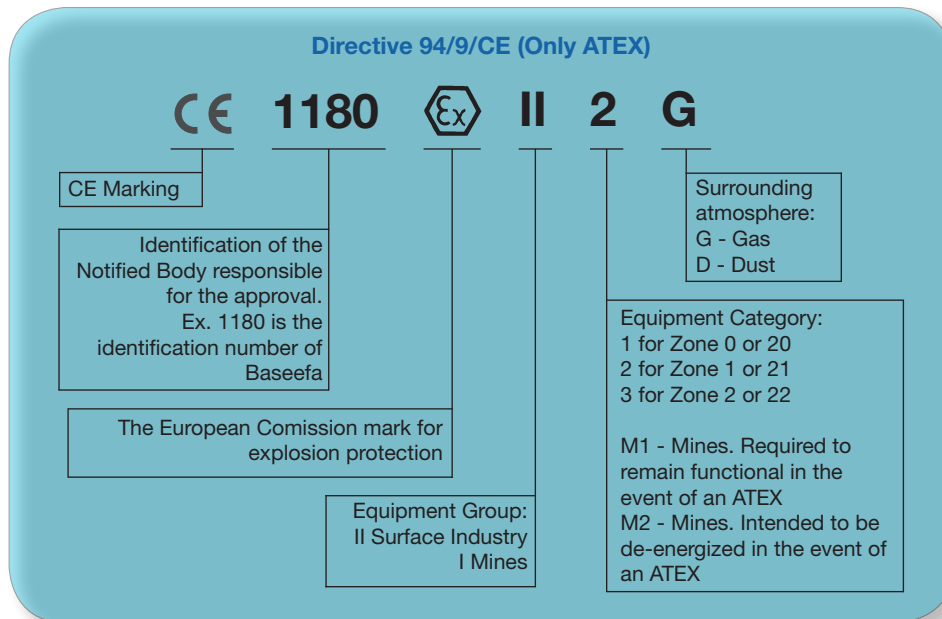 Directive 94/9/CE (Only ATEX)
CE 1180 Ex II 2 G
CE Marking
Identification of the
Notified Body responsible
for the approval.
Ex. 1180 is the
identification number of
Baseefa
The European Comission mark for
explosion protection
Equipment Group:
II Surface Industry
I Mines
Surrounding
atmosphere:
G - Gas
D - Dust
Equipment Category:
1 for Zone 0 or 20
2 for Zone 1 or 21
3 for Zone 2 or 22
M1 - Mines. Required to
remain functional in the
event of an ATEX
M2 - Mines. Intended to be
de-energized in the event of
an ATEX